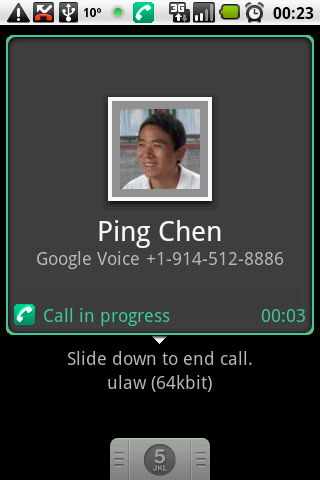 10° 3G 00:23
Ping Chen
Google Voice +1-914-512-8886
Call in progress 00:03
Slide down to end call.
ulaw (64kbit)
5
JKL